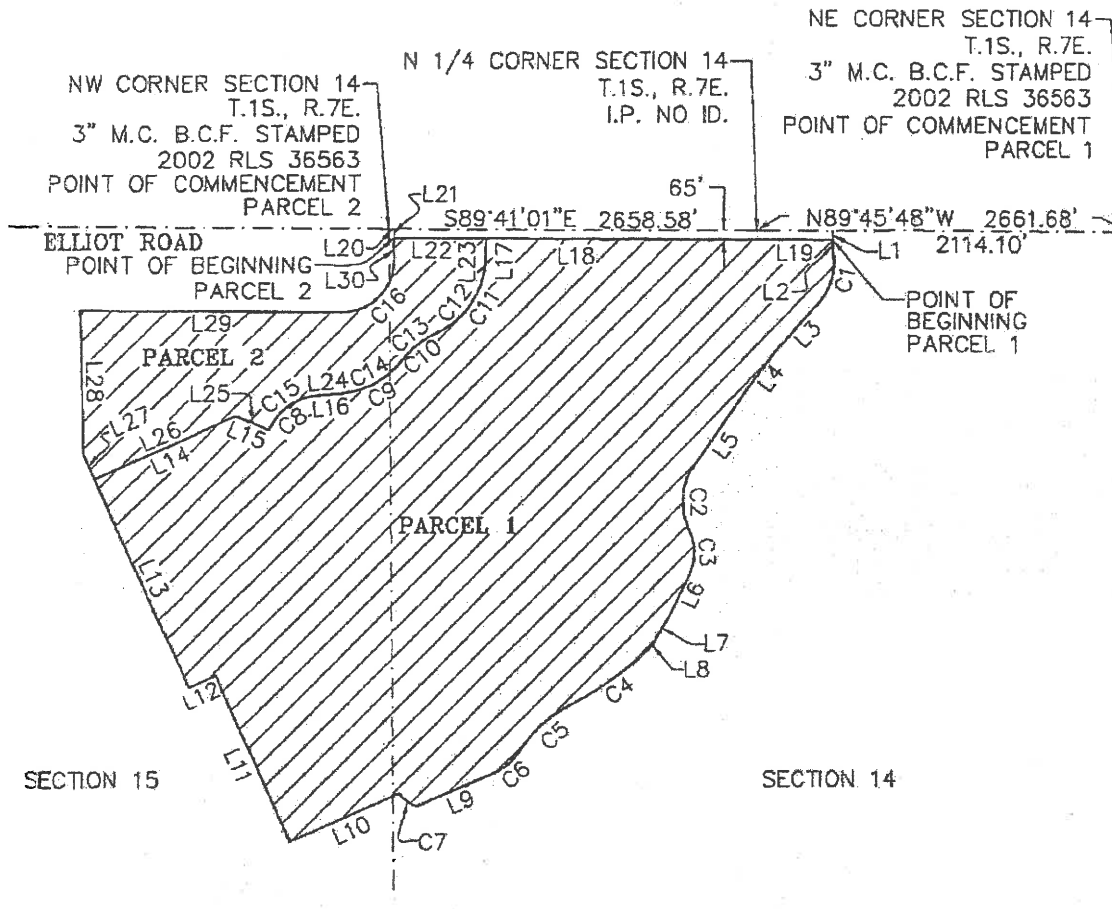 NE CORNER SECTION 14
T.1S., R.7E.
3" M.C. B.C.F. STAMPED
2002 RLS 36563
POINT OF COMMENCEMENT
PARCEL 1
N 1/4 CORNER SECTION 14
T.1S., R.7E.
I.P. NO ID.
NW CORNER SECTION 14
T.1S., R.7E.
3" M.C. B.C.F. STAMPED
2002 RLS 36563
POINT OF COMMENCEMENT
PARCEL 2
L21
65'
S89°41'01"E 2658.58'
N89°45'48"W 2661.68'
2114.10'
ELLIOT ROAD
L20
L22
L23
L17
L18
L19
L1
POINT OF BEGINNING
PARCEL 2
L30
L2
C1
POINT OF
BEGINNING
PARCEL 1
C16
C12
C11
L29
C13
C10
L3
PARCEL 2
L28
L25
C15
L24
C14
C9
L4
L27
L26
L14
L15
C8
L16
L5
C2
PARCEL 1
C3
L13
L6
L7
L8
L12
C4
C5
L11
C6
SECTION 15
SECTION 14
L9
L10
C7